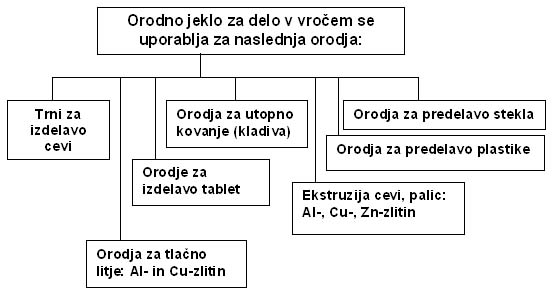 Orodno jeklo za delo v vročem se
uporablja za naslednja orodja:
Trni za
izdelavo
cevi
Orodja za utopno
kovanje (kladiva)
Orodja za predelavo stekla
Orodja za predelavo plastike
Orodje za
izdelavo tablet
Ekstruzija cevi, palic:
Al-, Cu-, Zn-zlitin
Orodja za tlačno
litje: Al- in Cu-zlitin